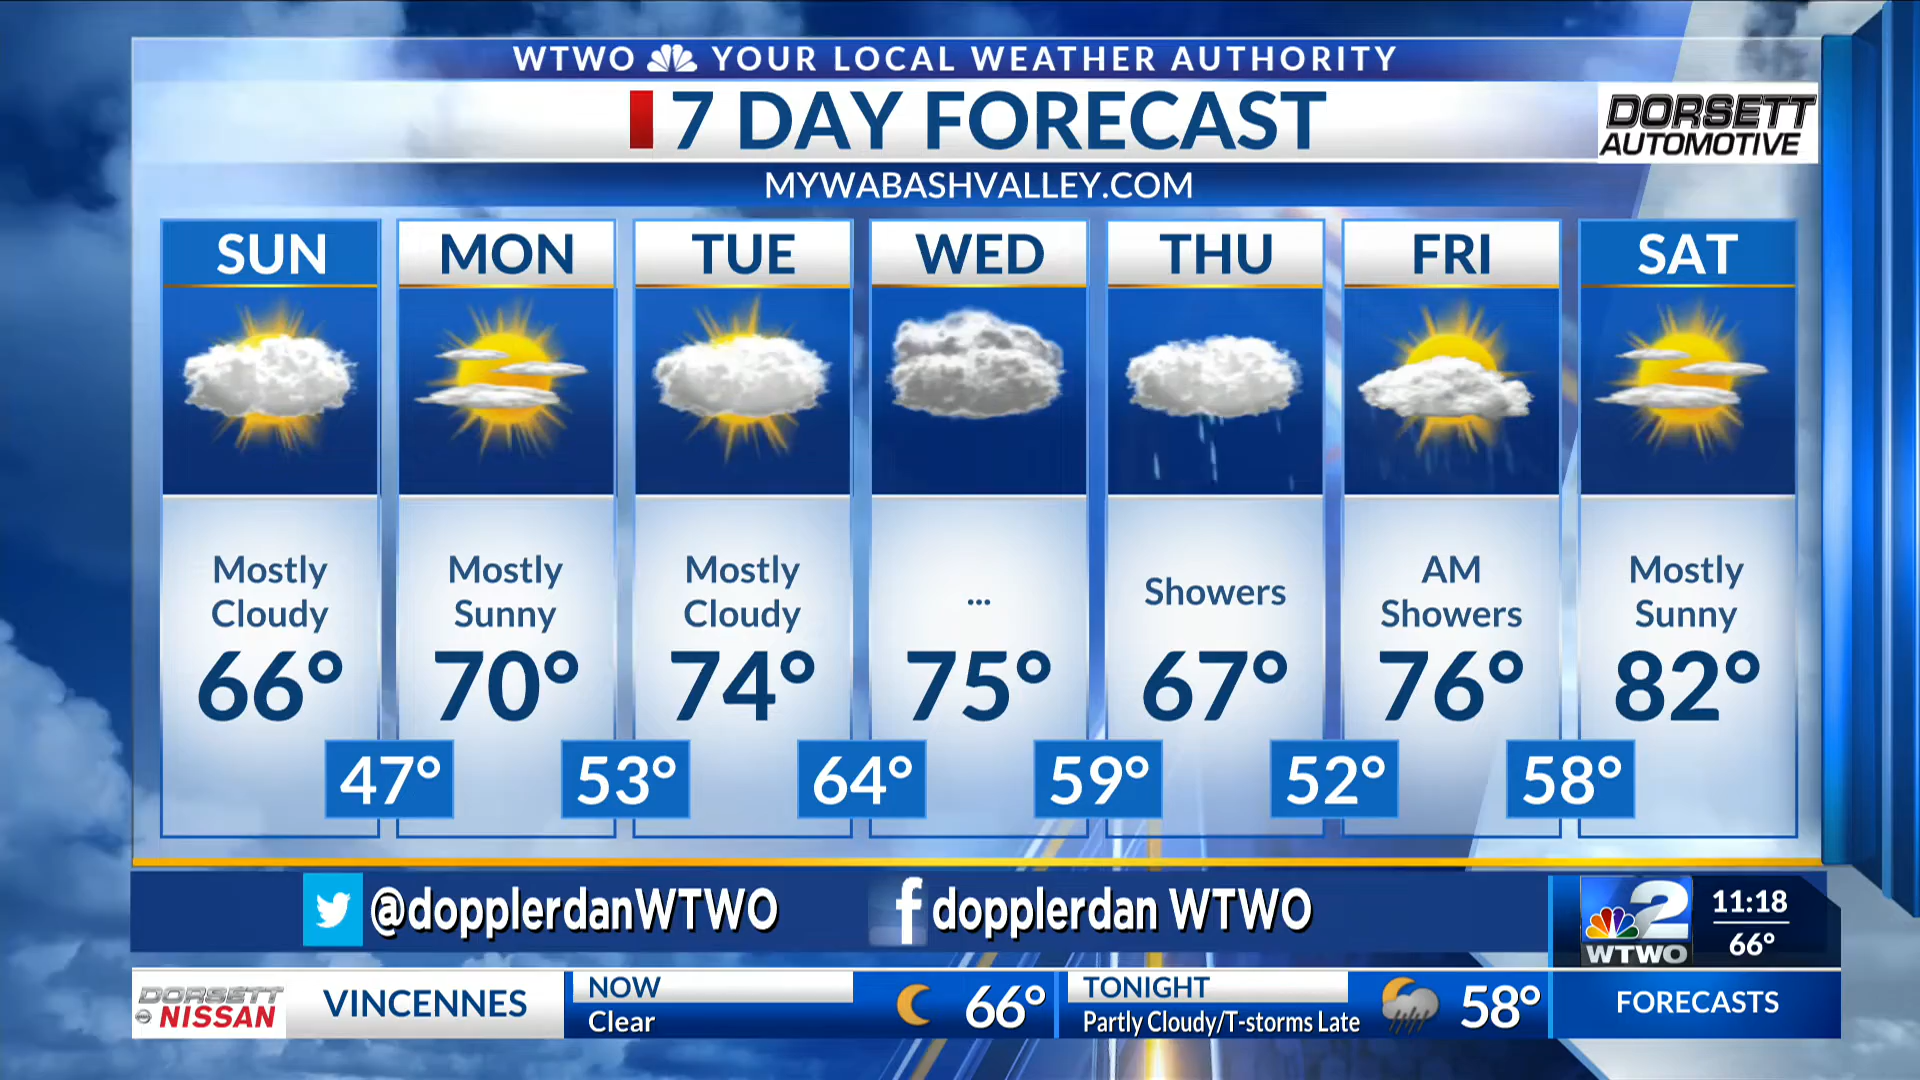 WTWO YOUR LOCAL WEATHER AUTHORITY
7 DAY FORECAST
DORSETT
AUTOMOTIVE
MYWABASHVALLEY.COM
SUN
Mostly
Cloudy
66°
47°
MON
Mostly
Sunny
70°
53°
TUE
Mostly
Cloudy
74°
64°
WED
...
75°
59°
THU
Showers
67°
52°
FRI
AM
Showers
76°
58°
SAT
Mostly
Sunny
82°
@dopplerdanWTWO
f dopplerdan WTWO
2
WTWO
11:18
66°
DORSETT
NISSAN
VINCENNES
NOW
Clear
66°
TONIGHT
Partly Cloudy/T-storms Late
58°
FORECASTS